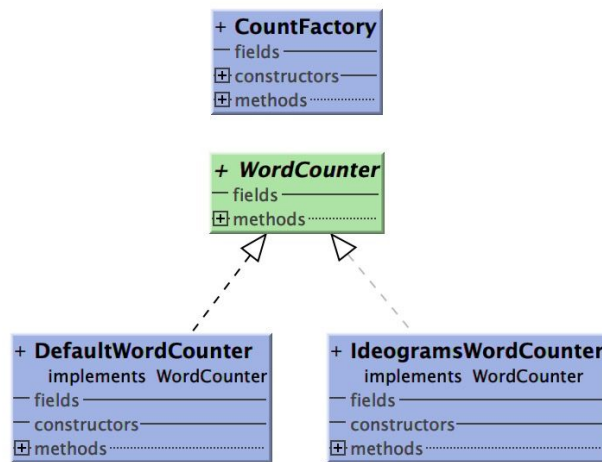 + CountFactory
fields
+ constructors
+ methods
+ WordCounter
fields
+ methods
+ DefaultWordCounter
implements WordCounter
fields
constructors
+ methods
+ IdeogramsWordCounter
implements WordCounter
fields
constructors
+ methods